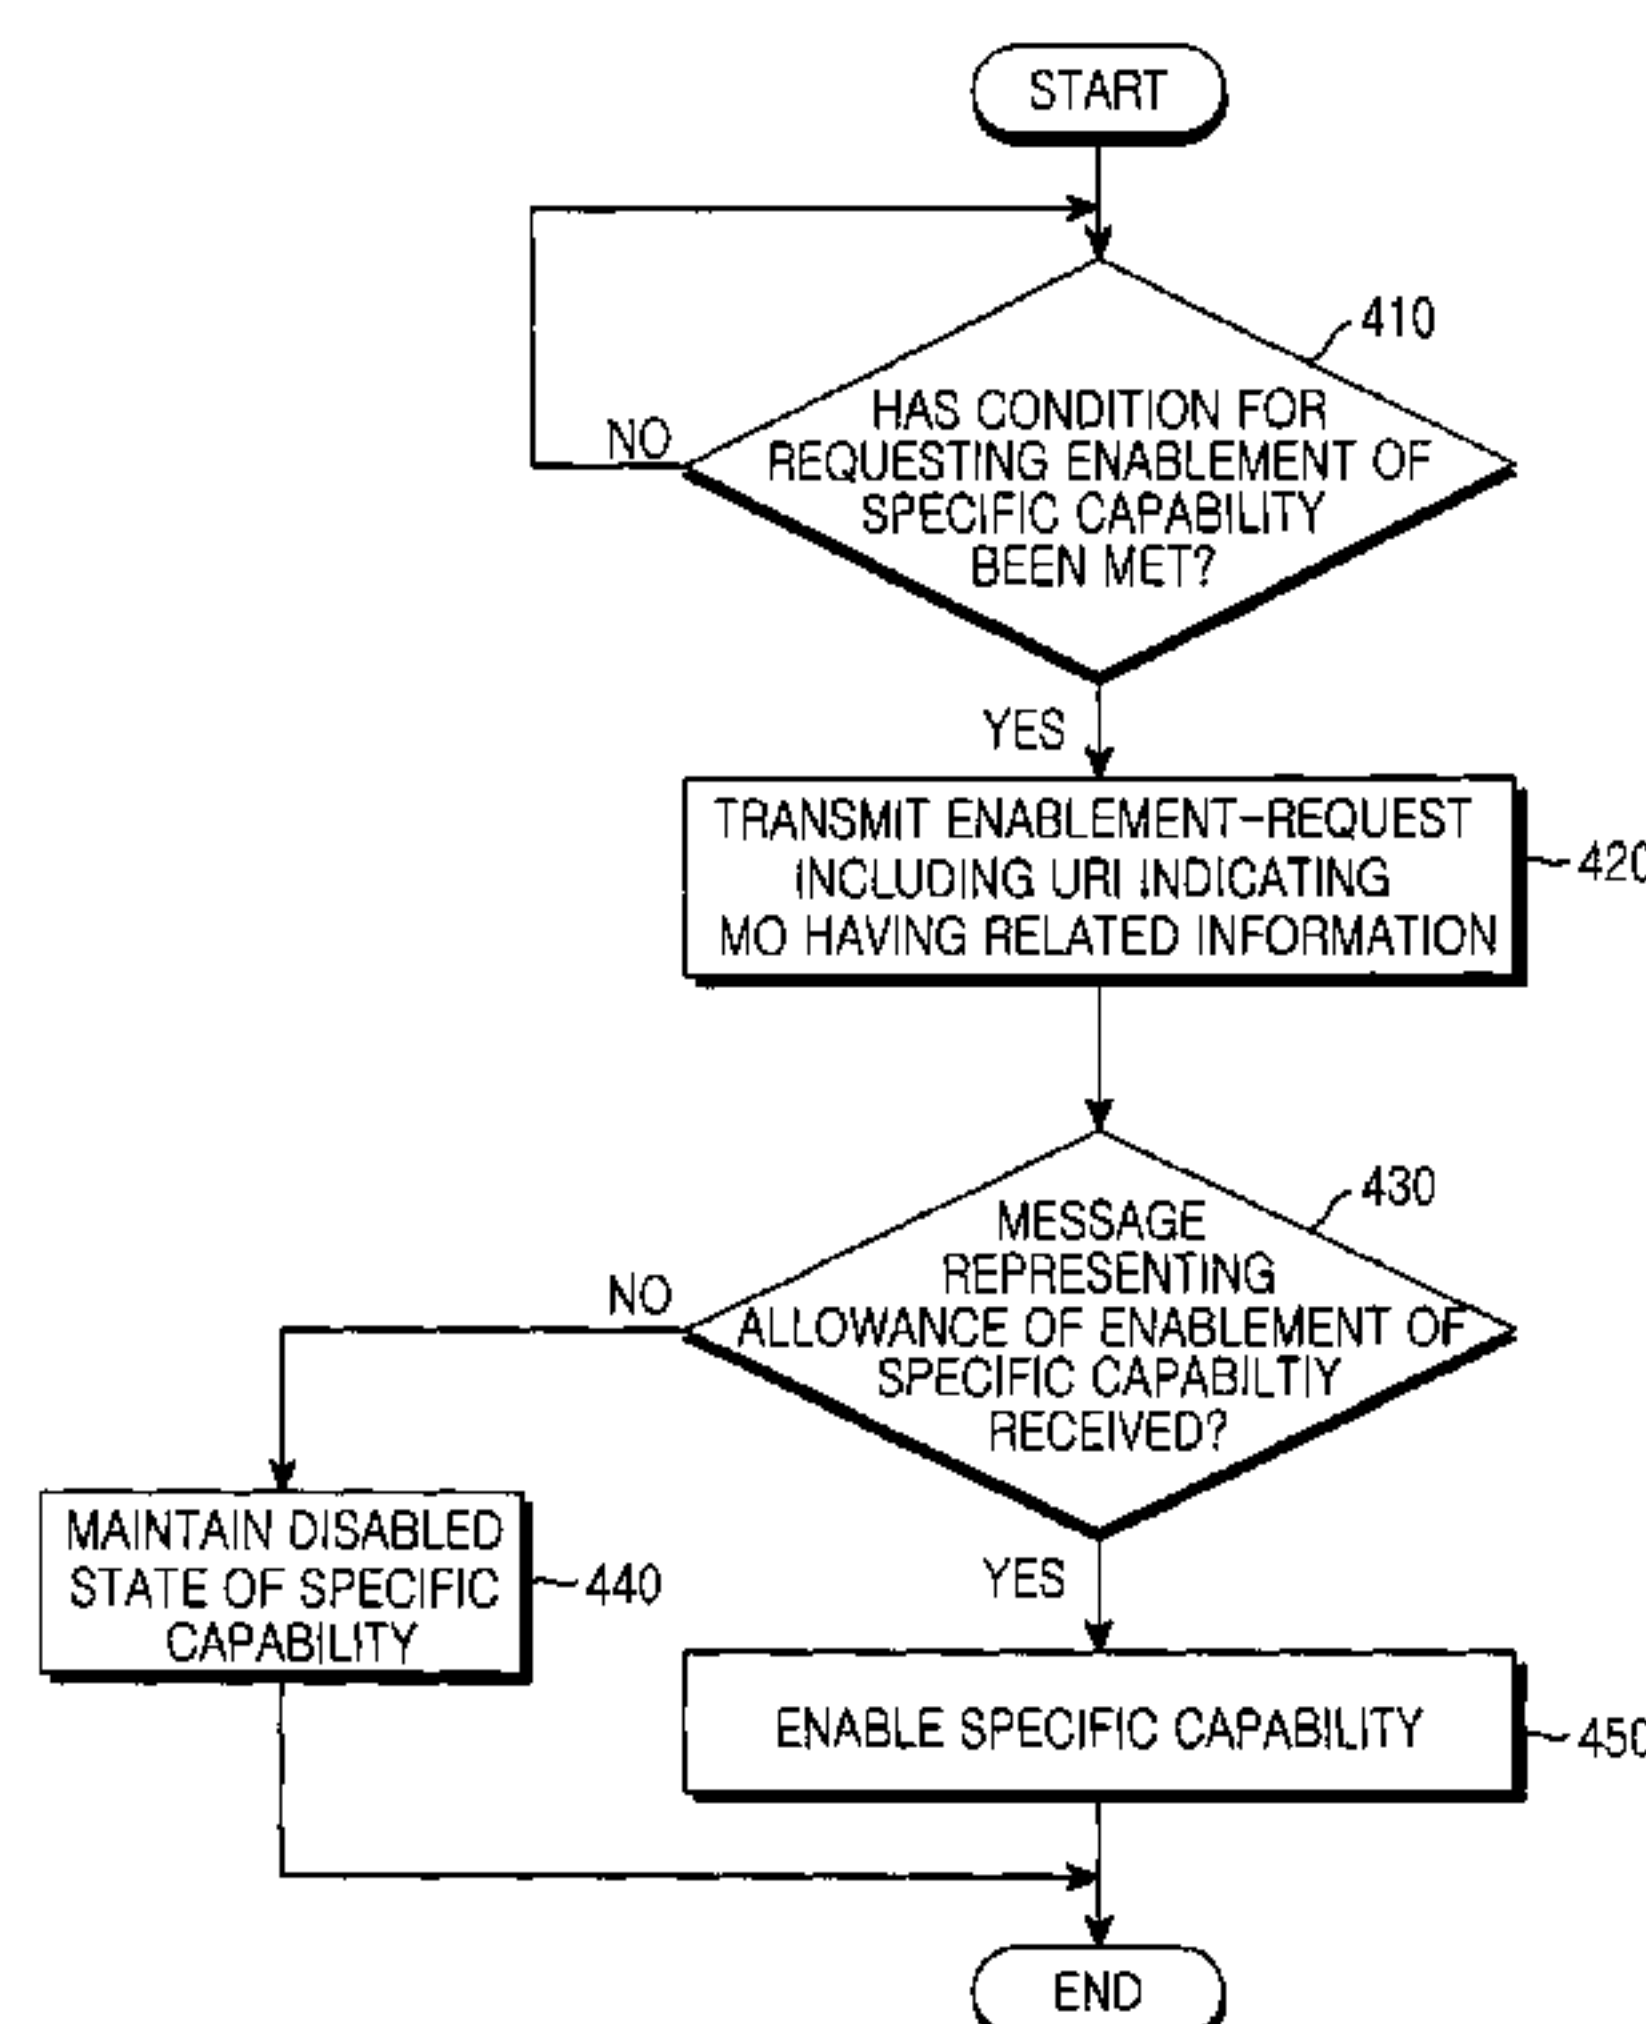 START
410
HAS CONDITION FOR
REQUESTING ENABLEMENT OF
SPECIFIC CAPABILITY
BEEN MET?
NO
YES
TRANSMIT ENABLEMENT-REQUEST
INCLUDING URI INDICATING
MO HAVING RELATED INFORMATION
420
430
MESSAGE
REPRESENTING
ALLOWANCE OF ENABLEMENT OF
SPECIFIC CAPABILTIY
RECEIVED?
NO
YES
MAINTAIN DISABLED
STATE OF SPECIFIC
CAPABILITY
440
ENABLE SPECIFIC CAPABILITY
450
END